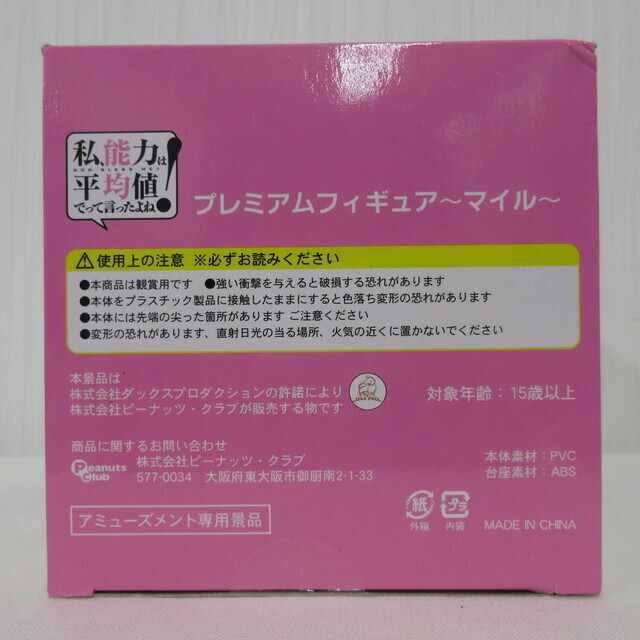 私、能力は
GOD BLESS ME?
平均値
でって言ったよね!
プレミアムフィギュア〜マイル〜
使用上の注意 ※必ずお読みください
●本商品は観賞用です ●強い衝撃を与えると破損する恐れがあります
●本体をプラスチック製品に接触したままにすると色落ち変形の恐れがあります
●本体には先端の尖った箇所があります ご注意ください
●変形の恐れがあります、直射日光の当る場所、火気の近くに置かないでください
本景品は
株式会社ダックスプロダクションの許諾により
株式会社ピーナッツ・クラブが販売する物です
DAX PRO.
対象年齢：15歳以上
商品に関するお問い合わせ
Peanuts Club
株式会社ピーナッツ・クラブ
577-0034 大阪府東大阪市御厨南2-1-33
本体素材：PVC
台座素材：ABS
アミューズメント専用景品
紙
外箱
プラ
内袋
MADE IN CHINA